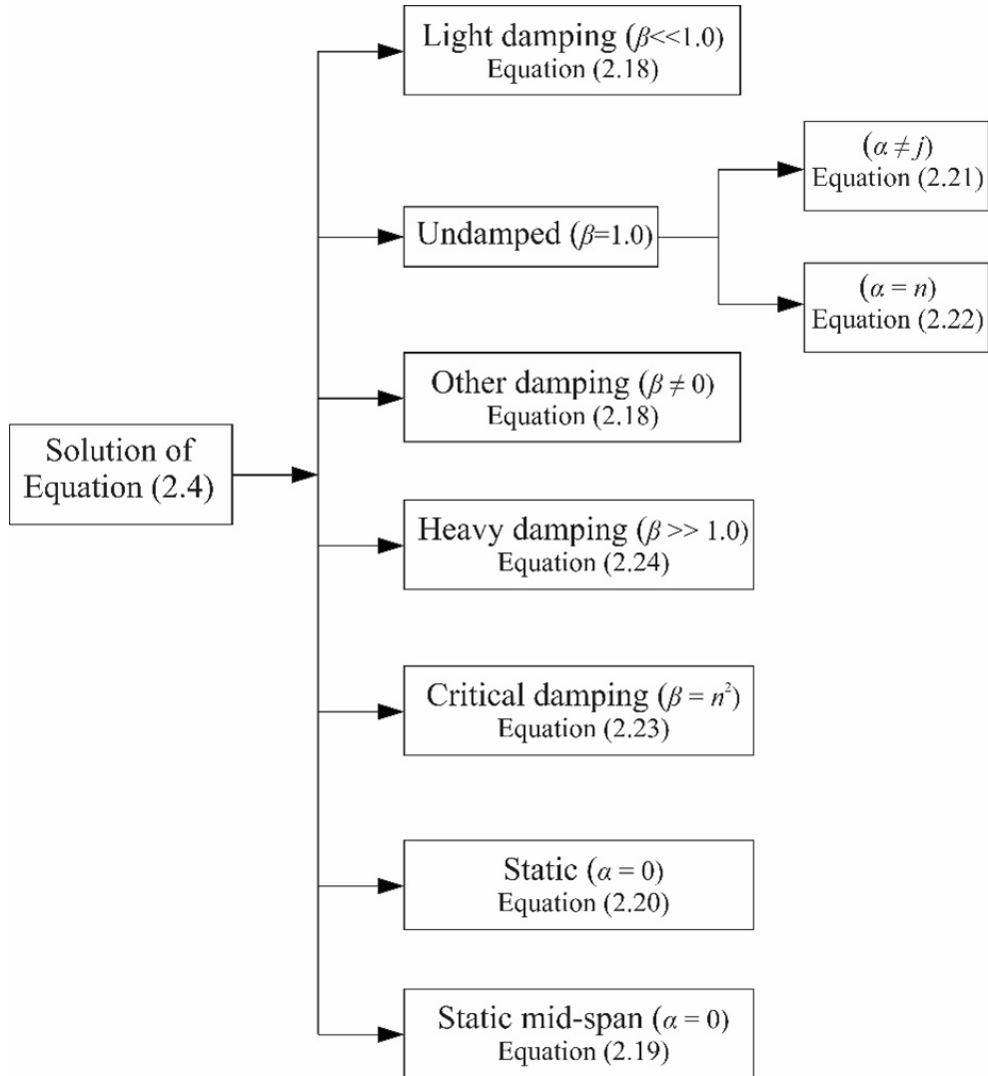 Light damping (β<<1.0)
Equation (2.18)
(α ≠ j)
Equation (2.21)
Undamped (β=1.0)
(α = n)
Equation (2.22)
Other damping (β ≠ 0)
Equation (2.18)
Solution of
Equation (2.4)
Heavy damping (β >> 1.0)
Equation (2.24)
Critical damping (β = n²)
Equation (2.23)
Static (α = 0)
Equation (2.20)
Static mid-span (α = 0)
Equation (2.19)